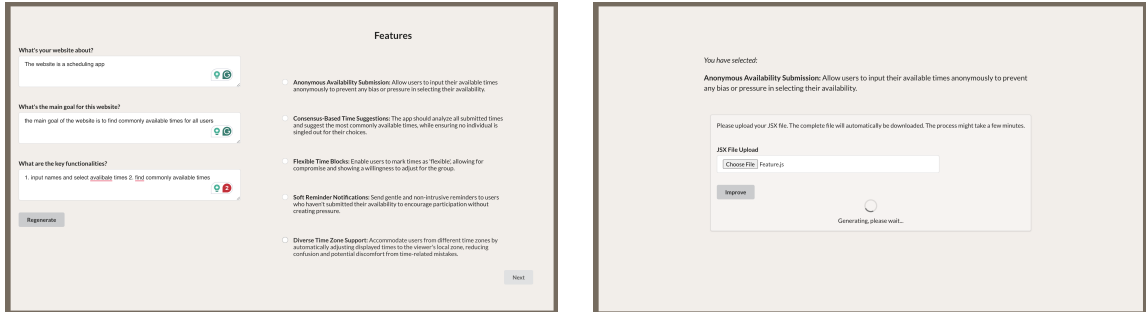 Features
What's your website about?
The website is a scheduling app
What's the main goal for this website?
the main goal of the website is to find commonly available times for all users
What are the key functionalities?
1. input names and select avalibale times 2. find commonly available times
2
Regenerate
Anonymous Availability Submission: Allow users to input their available times
anonymously to prevent any bias or pressure in selecting their availability.
Consensus-Based Time Suggestions: The app should analyze all submitted times
and suggest the most commonly available times, while ensuring no individual is
singled out for their choices.
Flexible Time Blocks: Enable users to mark times as 'flexible', allowing for
compromise and showing a willingness to adjust for the group.
Soft Reminder Notifications: Send gentle and non-intrusive reminders to users
who haven't submitted their availability to encourage participation without
creating pressure.
Diverse Time Zone Support: Accommodate users from different time zones by
automatically adjusting displayed times to the viewer's local zone, reducing
confusion and potential discomfort from time-related mistakes.
Next
You have selected:
Anonymous Availability Submission: Allow users to input their available times anonymously to prevent
any bias or pressure in selecting their availability.
Please upload your JSX file. The complete file will automatically be downloaded. The process might take a few minutes.
JSX File Upload
Choose File Feature.js
Improve
Generating, please wait...